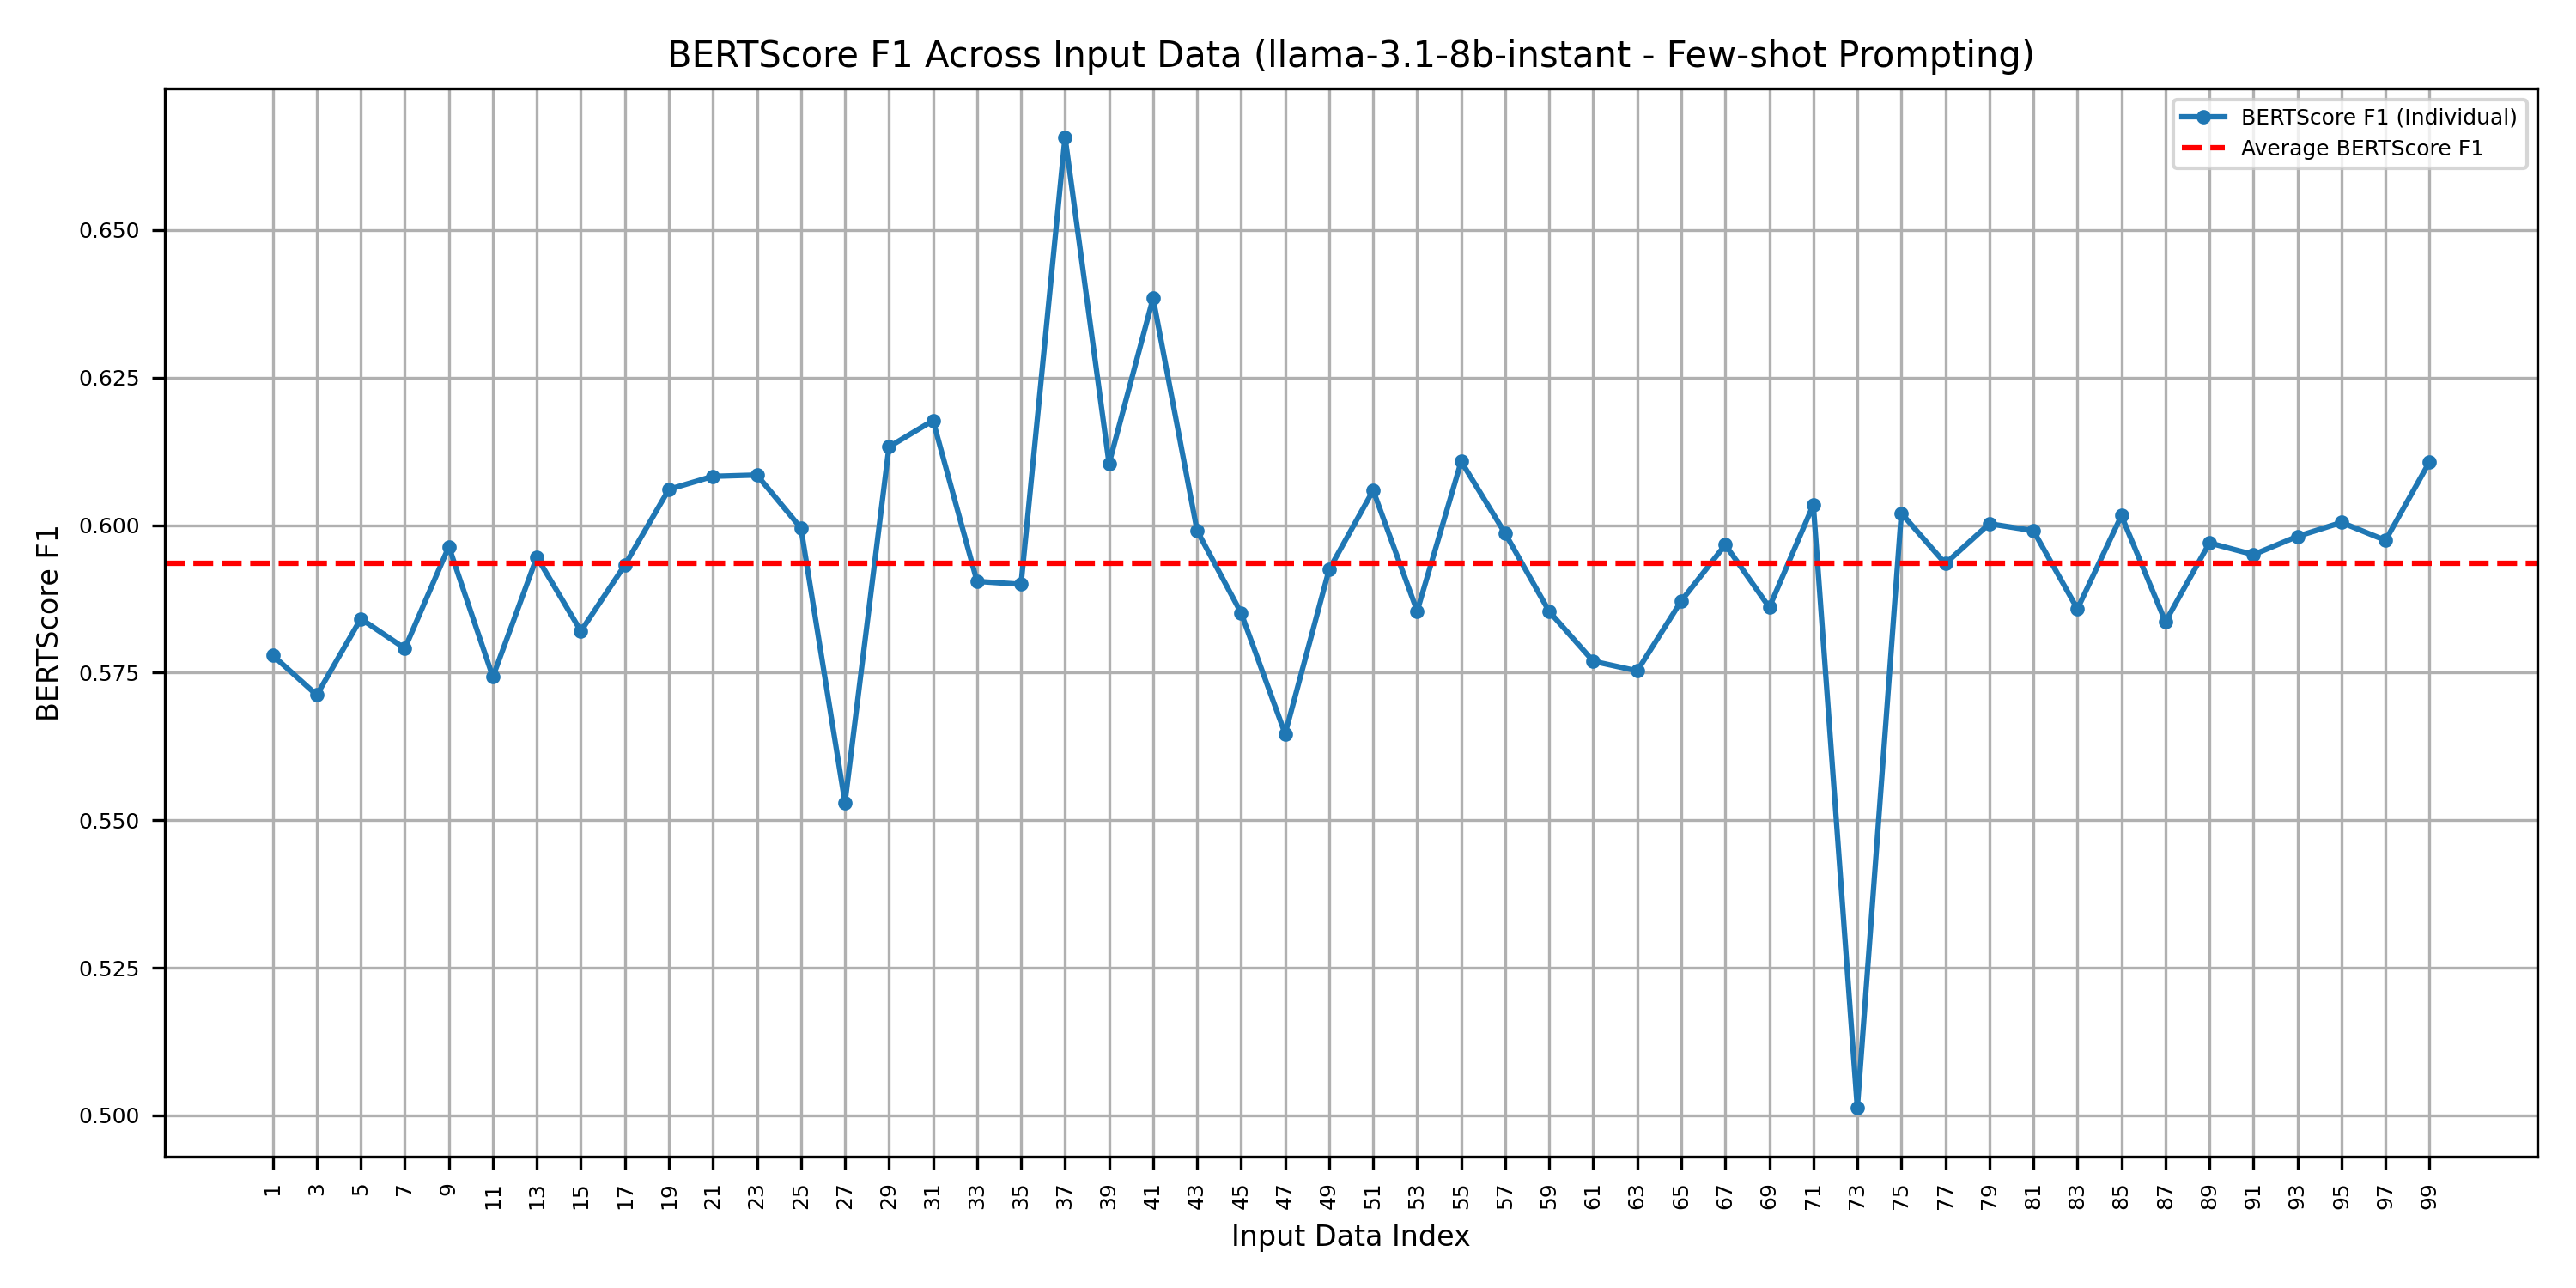 BERTScore F1 Across Input Data (llama-3.1-8b-instant - Few-shot Prompting)
BERTScore F1 (Individual)
Average BERTScore F1
BERTScore F1
0.650
0.625
0.600
0.575
0.550
0.525
0.500
1 3 5 7 9 11 13 15 17 19 21 23 25 27 29 31 33 35 37 39 41 43 45 47 49 51 53 55 57 59 61 63 65 67 69 71 73 75 77 79 81 83 85 87 89 91 93 95 97 99
Input Data Index